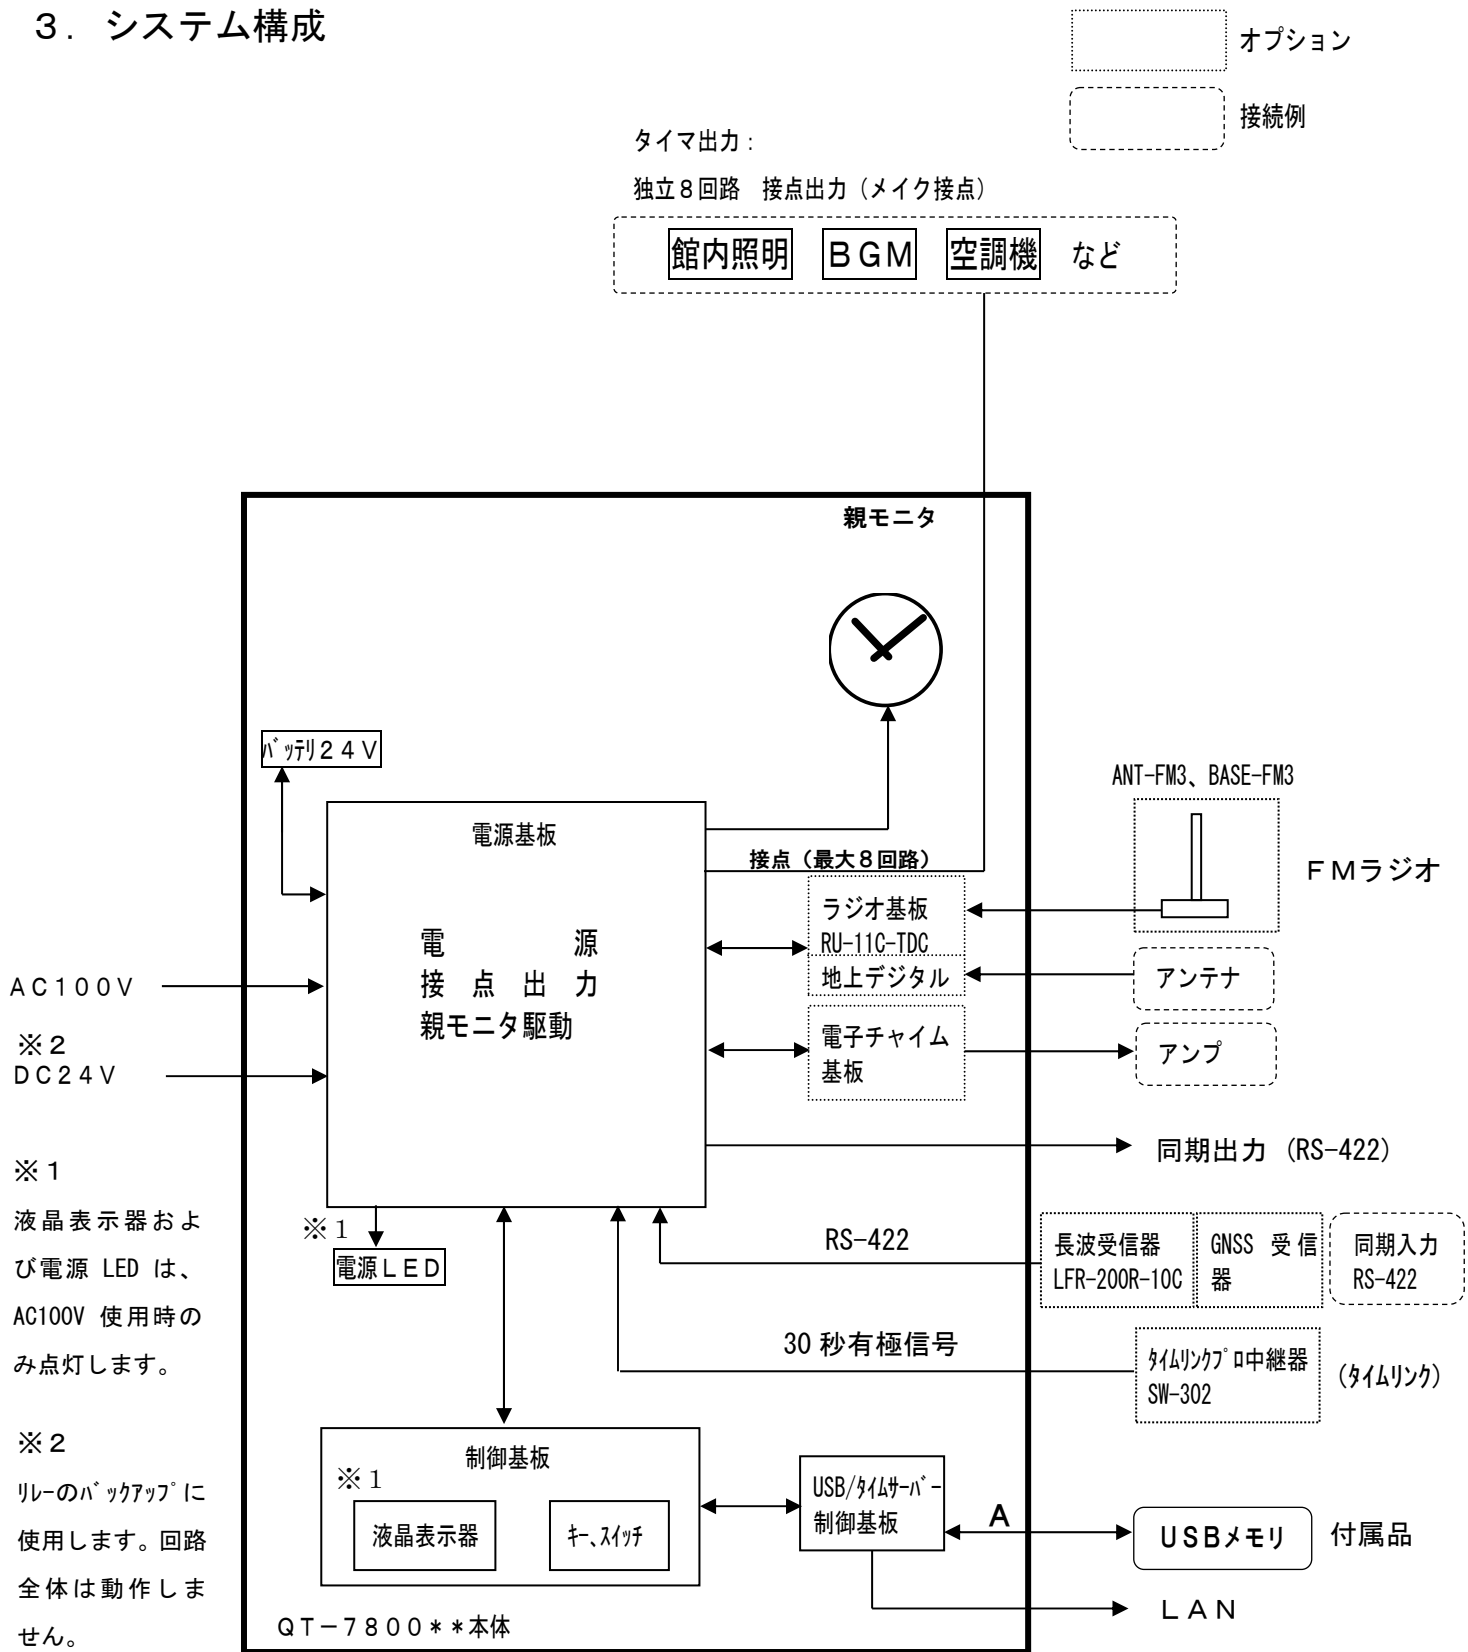 ３．システム構成
オプション
接続例
タイマ出力：
独立８回路　接点出力（メイク接点）
館内照明　ＢＧＭ　空調機　など
親モニタ
ﾊﾞｯﾃﾘ２４Ｖ
電源基板
電　源
接点出力
親モニタ駆動
接点（最大８回路）
ANT-FM3、BASE-FM3
ＦＭラジオ
ラジオ基板
RU-11C-TDC
地上デジタル
アンテナ
電子チャイム
基板
アンプ
ＡＣ１００Ｖ
※２
ＤＣ２４Ｖ
同期出力（RS-422）
※１
液晶表示器およ
び電源 LED は、
AC100V 使用時の
み点灯します。
※１
電源ＬＥＤ
RS-422
長波受信器
LFR-200R-10C
GNSS 受信
器
同期入力
RS-422
30 秒有極信号
ﾀｲﾑﾘﾝｸﾌﾟﾛ中継器
SW-302
（ﾀｲﾑﾘﾝｸ）
※２
ﾘﾚｰのﾊﾞｯｸｱｯﾌﾟに
使用します。回路
全体は動作しま
せん。
制御基板
※１
液晶表示器
ｷｰ、ｽｲｯﾁ
USB/ﾀｲﾑｻｰﾊﾞｰ
制御基板
Ａ
ＵＳＢメモリ
付属品
ＬＡＮ
ＱＴ－７８００＊＊本体